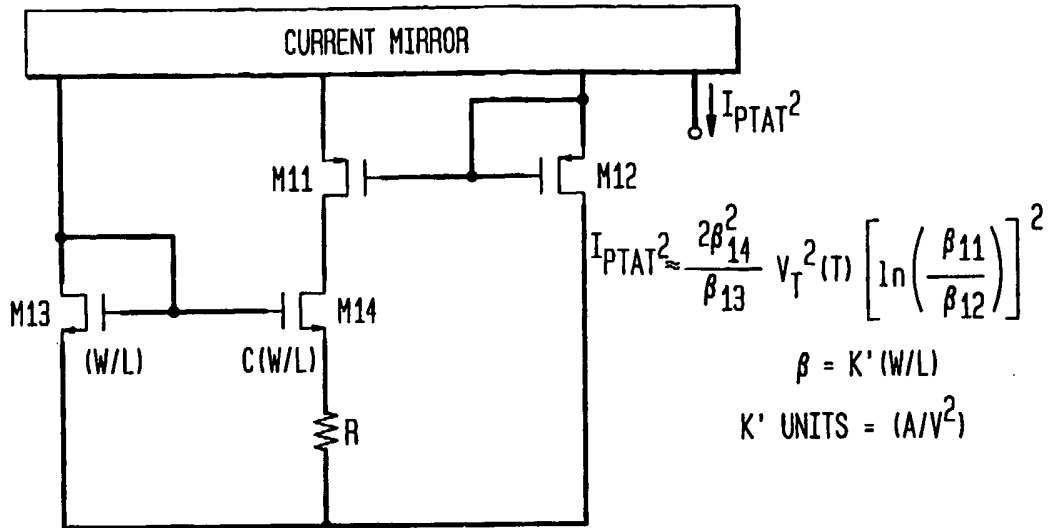 CURRENT MIRROR
I_PTAT²
M11
M12
I_PTAT² ≈ 2β₁₄² / β₁₃ V_T²(T) [ln(β₁₁ / β₁₂)]²
M13
M14
(W/L)
C(W/L)
β = K'(W/L)
R
K' UNITS = (A/V²)